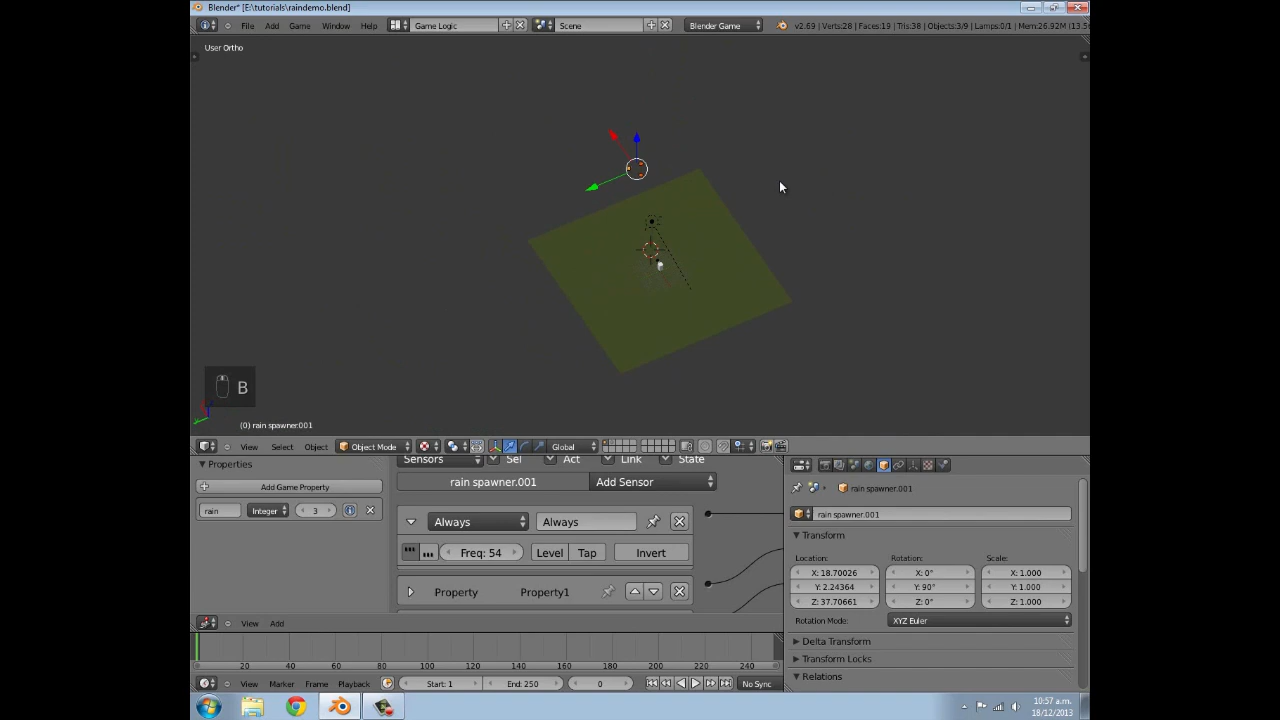 Blender* [E:\tutorials\raindemo.blend]
File Add Game Window Help Game Logic Scene Blender Game v2.69 | Verts:28 | Faces:19 | Tris:38 | Objects:3/9 | Lamps:0/1 | Mem:26.92M
User Ortho
B
(0) rain spawner.001
View Select Object Object Mode Global
Properties
Add Game Property
rain Integer 3
Sensors Sel Act Link State
rain spawner.001 Add Sensor
Always Always
Freq: 54 Level Tap Invert
Property Property1
View Add
rain spawner.001
rain spawner.001
Transform
Location: Rotation: Scale:
X: 18.70026 X: 0° X: 1.000
Y: 2.24364 Y: 90° Y: 1.000
Z: 37.70661 Z: 0° Z: 1.000
Rotation Mode: XYZ Euler
Delta Transform
Transform Locks
Relations
20 40 60 80 100 120 140 160 180 200 220 240
View Marker Frame Playback Start: 1 End: 250 0 No Sync
10:57 a.m.
18/12/2013